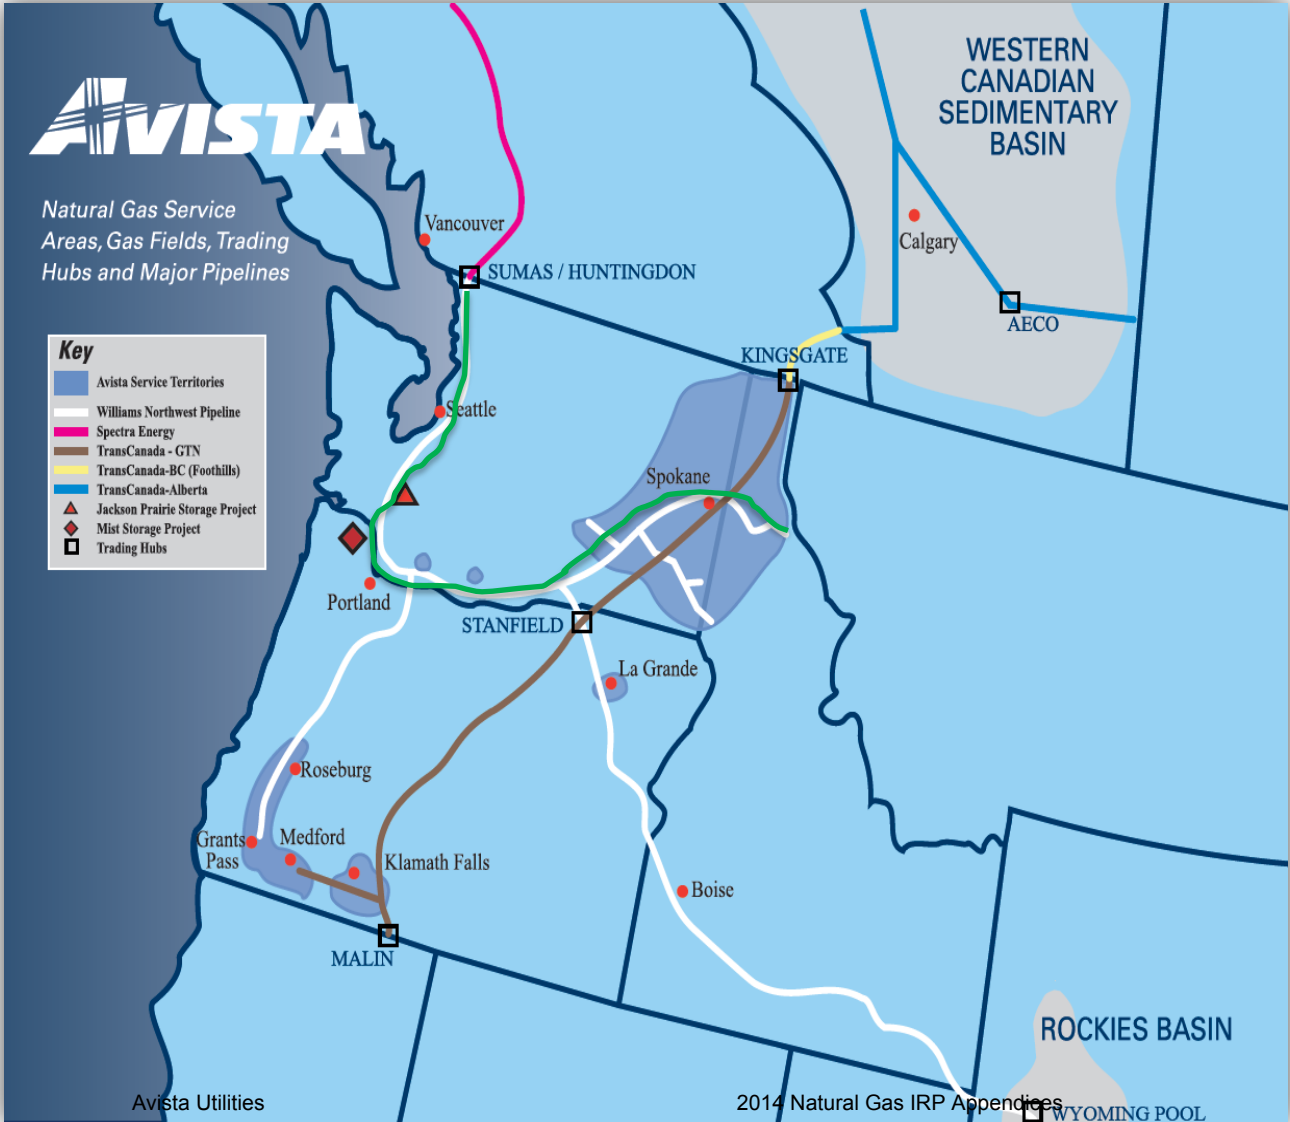 AVISTA
Natural Gas Service
Areas, Gas Fields, Trading
Hubs and Major Pipelines
Key
Avista Service Territories
Williams Northwest Pipeline
Spectra Energy
TransCanada - GTN
TransCanada-BC (Foothills)
TransCanada-Alberta
Jackson Prairie Storage Project
Mist Storage Project
Trading Hubs
WESTERN
CANADIAN
SEDIMENTARY
BASIN
Vancouver
Calgary
SUMAS / HUNTINGDON
AECO
KINGSGATE
Seattle
Spokane
Portland
STANFIELD
La Grande
Roseburg
Grants
Pass
Medford
Klamath Falls
Boise
MALIN
ROCKIES BASIN
WYOMING POOL
Avista Utilities
2014 Natural Gas IRP Appendices